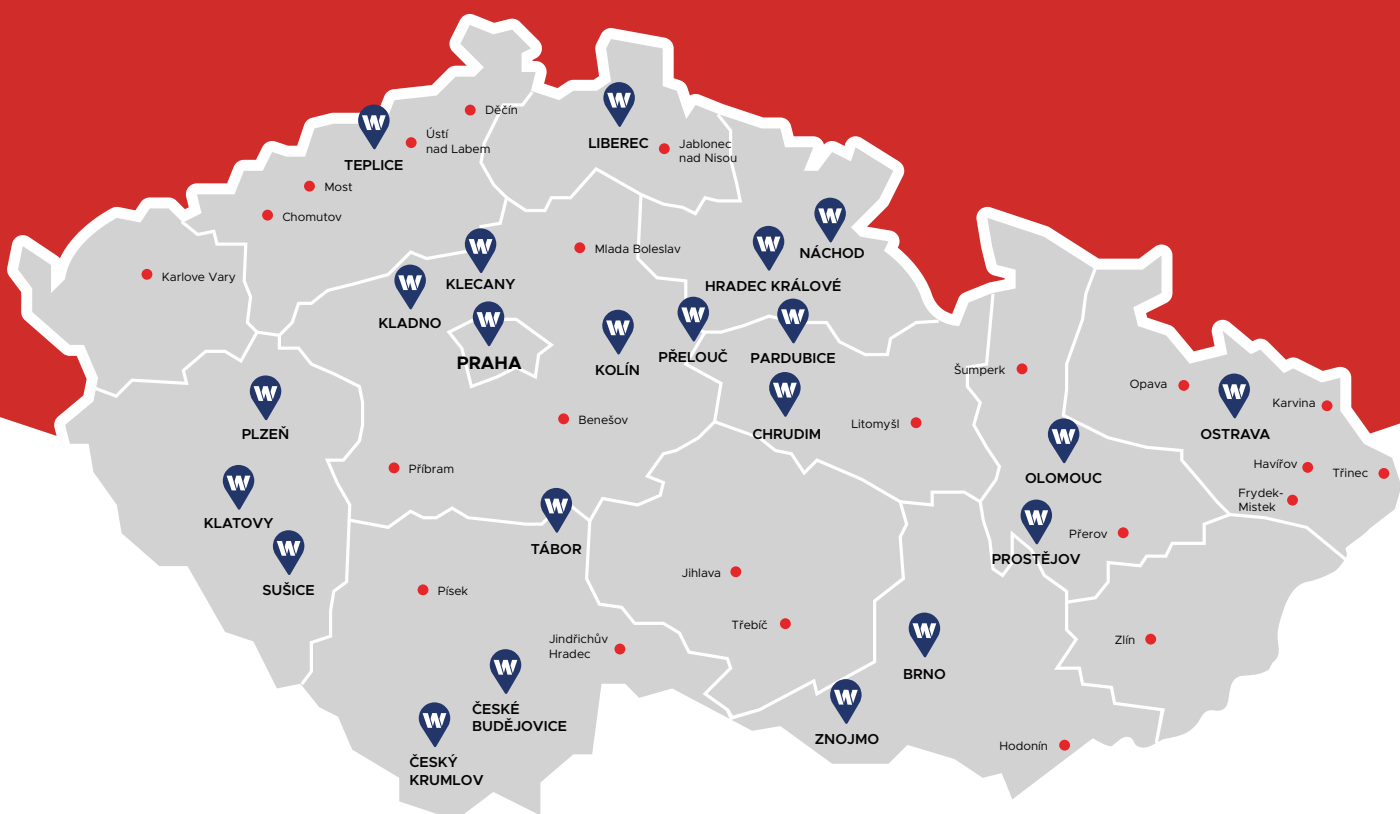 Děčín
W
Ústí
nad Labem
TEPLICE
W
LIBEREC
Jablonec
nad Nisou
W
Most
Chomutov
Karlove Vary
W
KLECANY
Mlada Boleslav
W
NÁCHOD
W
HRADEC KRÁLOVÉ
W
KLADNO
W
PRAHA
W
KOLÍN
W
PŘELOUČ
W
PARDUBICE
Šumperk
Opava
W
OSTRAVA
Karvina
W
PLZEŇ
Benešov
W
CHRUDIM
Litomyšl
W
OLOMOUC
Havířov
Třinec
Frydek-
Mistek
Příbram
W
KLATOVY
W
SUŠICE
W
TÁBOR
W
PROSTĚJOV
Přerov
Jihlava
Písek
Třebíč
Jindřichův
Hradec
Zlín
W
BRNO
W
ČESKÉ
BUDĚJOVICE
W
ČESKÝ
KRUMLOV
W
ZNOJMO
Hodonín